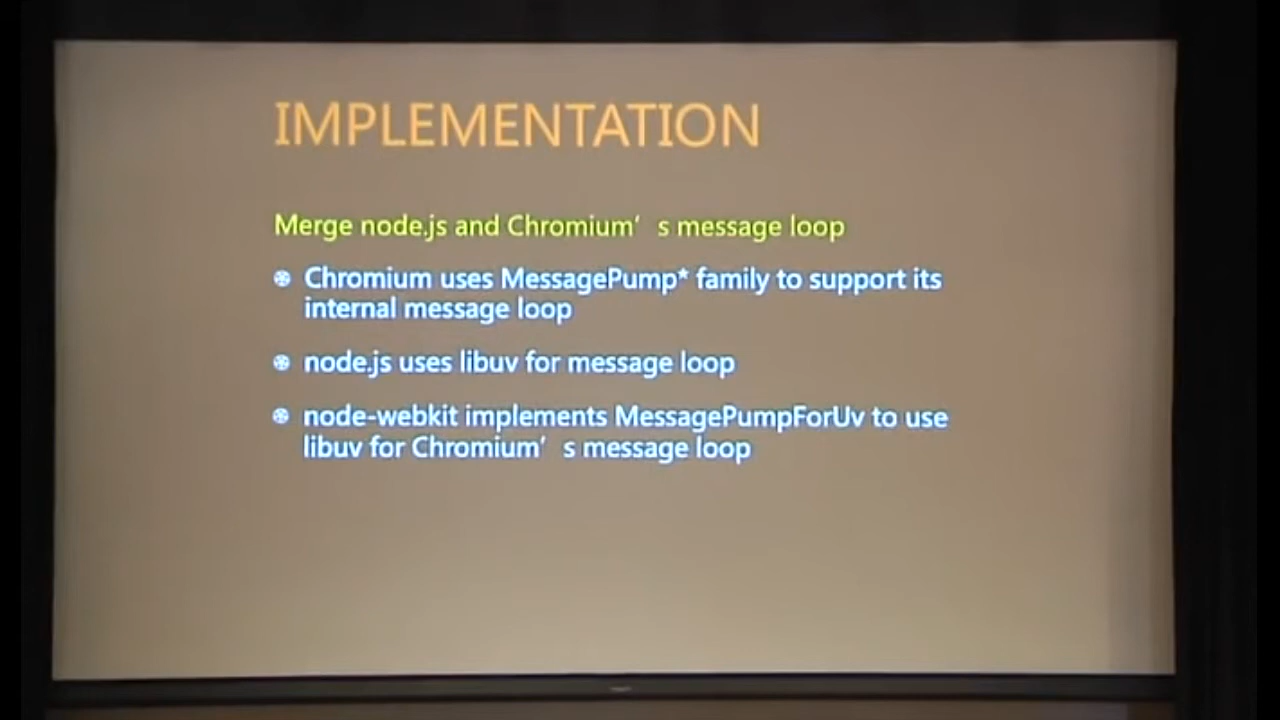 IMPLEMENTATION
Merge node.js and Chromium' s message loop
Chromium uses MessagePump* family to support its
internal message loop
node.js uses libuv for message loop
node-webkit implements MessagePumpForUv to use
libuv for Chromium' s message loop